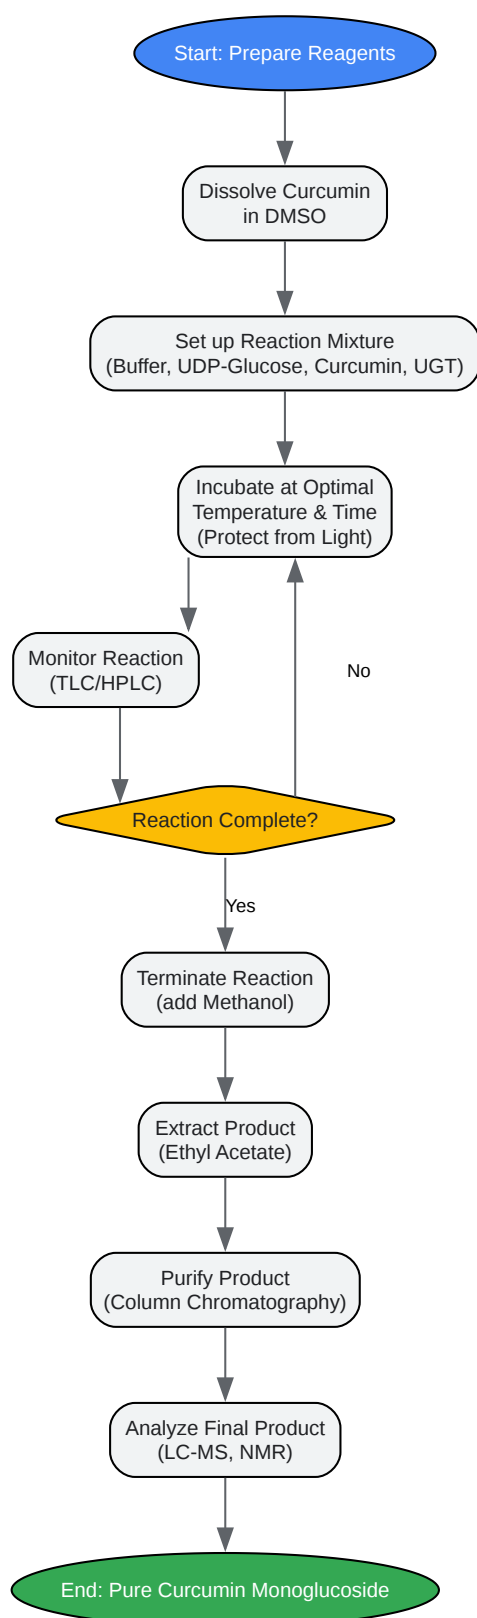 Start: Prepare Reagents
Dissolve Curcumin
in DMSO
Set up Reaction Mixture
(Buffer, UDP-Glucose, Curcumin, UGT)
Incubate at Optimal
Temperature & Time
(Protect from Light)
Monitor Reaction
(TLC/HPLC)
No
Reaction Complete?
Yes
Terminate Reaction
(add Methanol)
Extract Product
(Ethyl Acetate)
Purify Product
(Column Chromatography)
Analyze Final Product
(LC-MS, NMR)
End: Pure Curcumin Monoglucoside